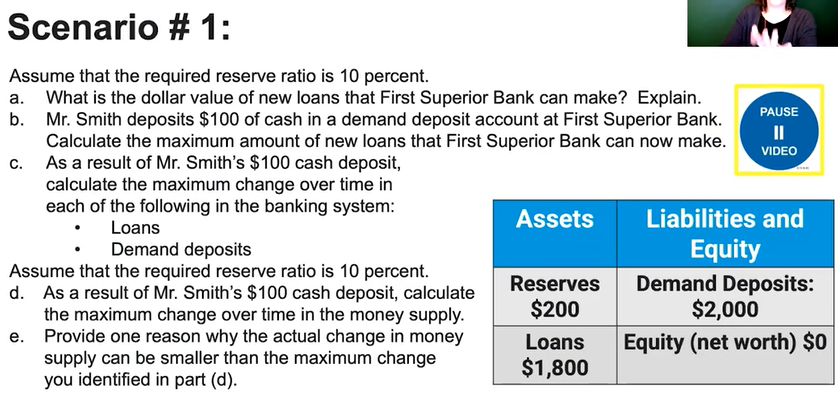 Scenario # 1:
Assume that the required reserve ratio is 10 percent.
a. What is the dollar value of new loans that First Superior Bank can make? Explain.
b. Mr. Smith deposits $100 of cash in a demand deposit account at First Superior Bank.
Calculate the maximum amount of new loans that First Superior Bank can now make.
c. As a result of Mr. Smith's $100 cash deposit,
calculate the maximum change over time in
each of the following in the banking system:
• Loans
• Demand deposits
Assume that the required reserve ratio is 10 percent.
d. As a result of Mr. Smith's $100 cash deposit, calculate
the maximum change over time in the money supply.
e. Provide one reason why the actual change in money
supply can be smaller than the maximum change
you identified in part (d).
PAUSE
VIDEO
Assets
Liabilities and
Equity
Reserves
$200
Demand Deposits:
$2,000
Loans
$1,800
Equity (net worth) $0